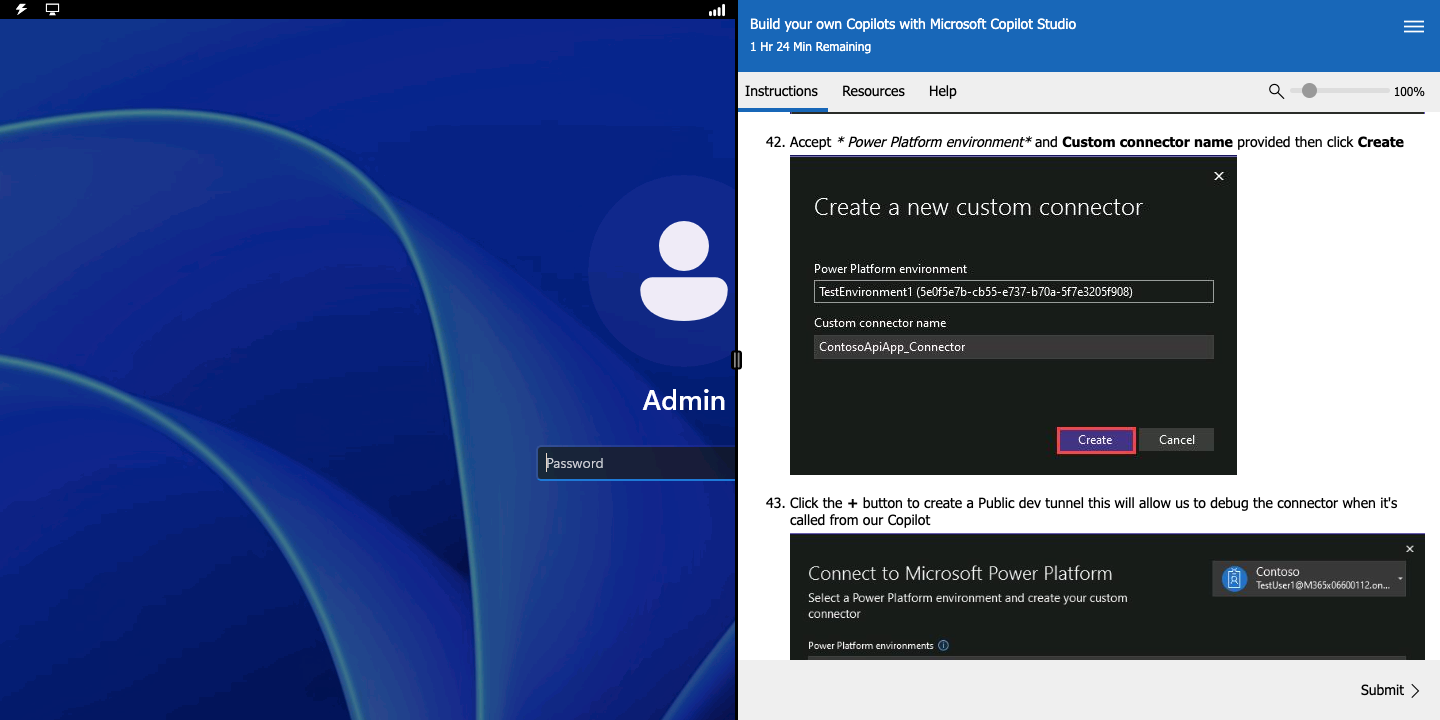 Admin
Password
Build your own Copilots with Microsoft Copilot Studio
1 Hr 24 Min Remaining
Instructions Resources Help 100%
42. Accept * Power Platform environment* and Custom connector name provided then click Create
Create a new custom connector
Power Platform environment
TestEnvironment1 (5e0f5e7b-cb55-e737-b70a-5f7e3205f908)
Custom connector name
ContosoApiApp_Connector
Create Cancel
43. Click the + button to create a Public dev tunnel this will allow us to debug the connector when it's
called from our Copilot
Connect to Microsoft Power Platform
Select a Power Platform environment and create your custom
connector
Contoso
TestUser1@M365x06600112.on...
Power Platform environments
Submit